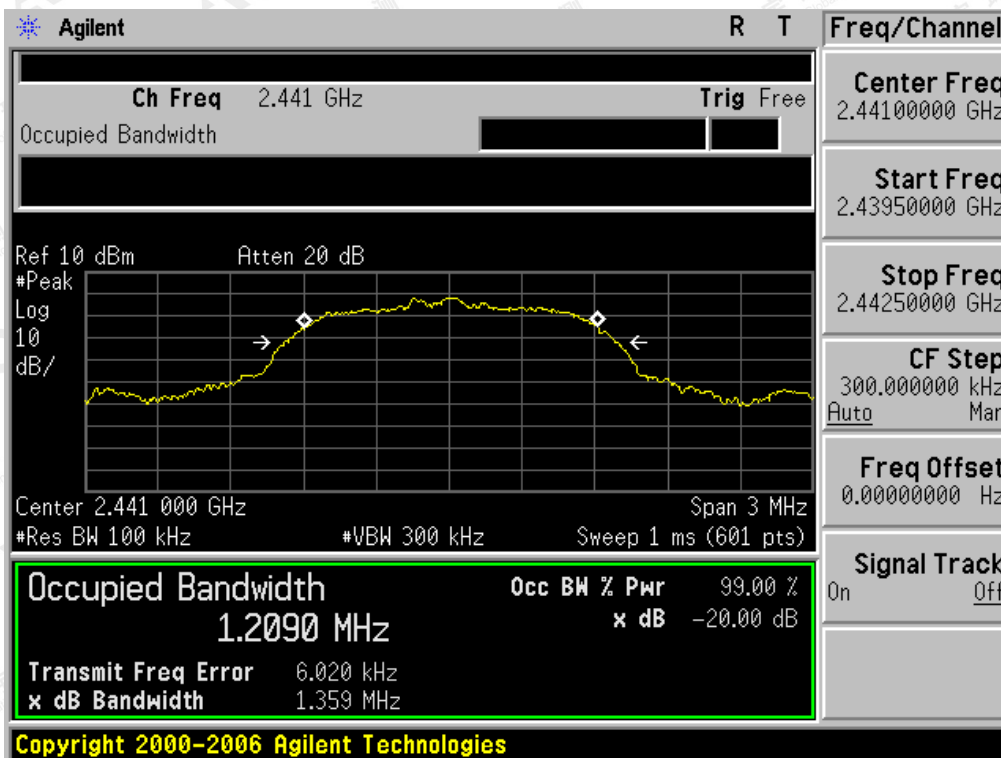 Agilent R T Freq/Channel
Ch Freq 2.441 GHz Trig Free
Occupied Bandwidth
Center Freq
2.44100000 GHz
Start Freq
2.43950000 GHz
Stop Freq
2.44250000 GHz
CF Step
300.000000 kHz
Auto Man
Freq Offset
0.00000000 Hz
Signal Track
On Off
Ref 10 dBm Atten 20 dB
#Peak
Log
10
dB/
Center 2.441 000 GHz Span 3 MHz
#Res BW 100 kHz #VBW 300 kHz Sweep 1 ms (601 pts)
Occupied Bandwidth Occ BW % Pwr 99.00 %
1.2090 MHz x dB -20.00 dB
Transmit Freq Error 6.020 kHz
x dB Bandwidth 1.359 MHz
Copyright 2000-2006 Agilent Technologies